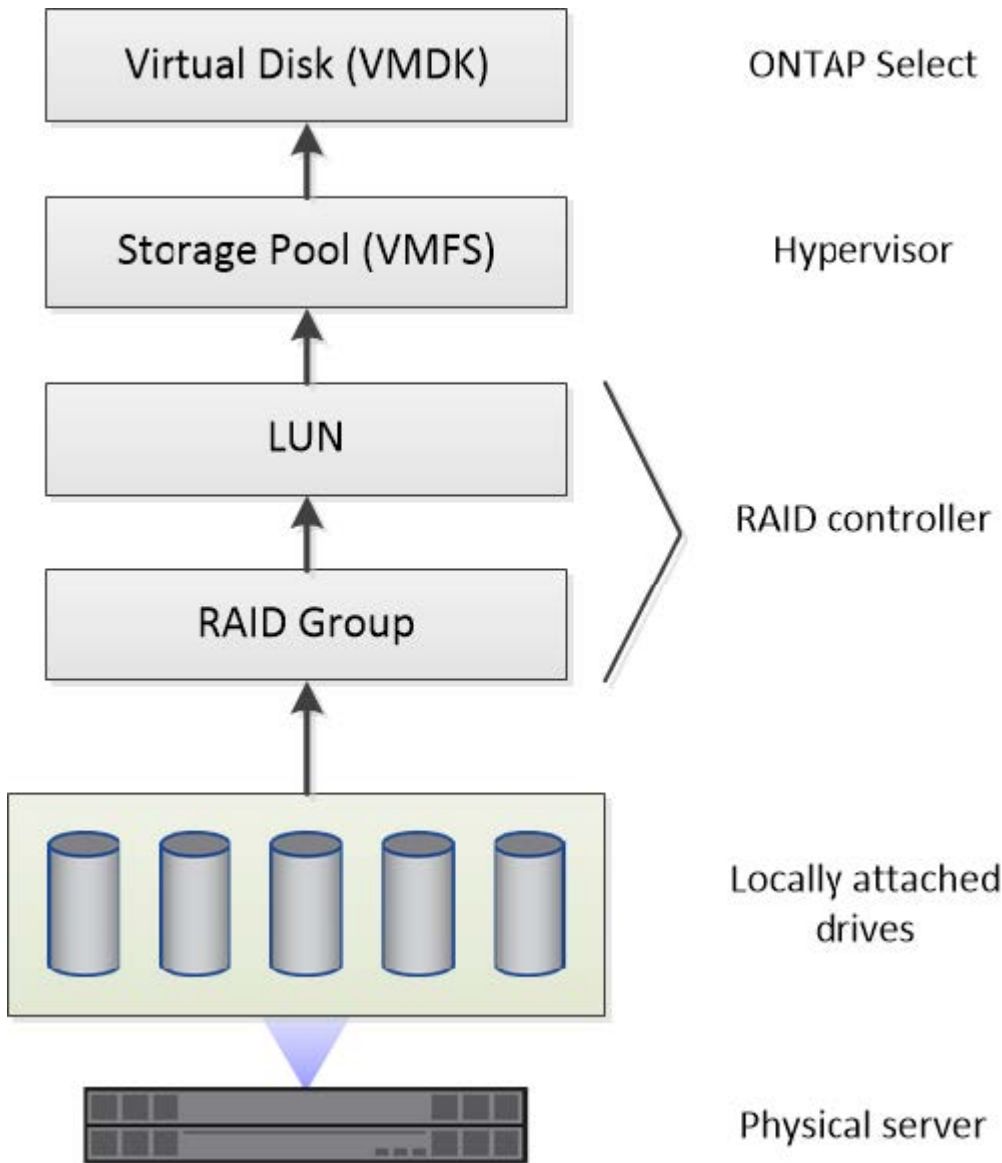 Virtual Disk (VMDK)
ONTAP Select
Storage Pool (VMFS)
Hypervisor
LUN
RAID controller
RAID Group
Locally attached
drives
Physical server